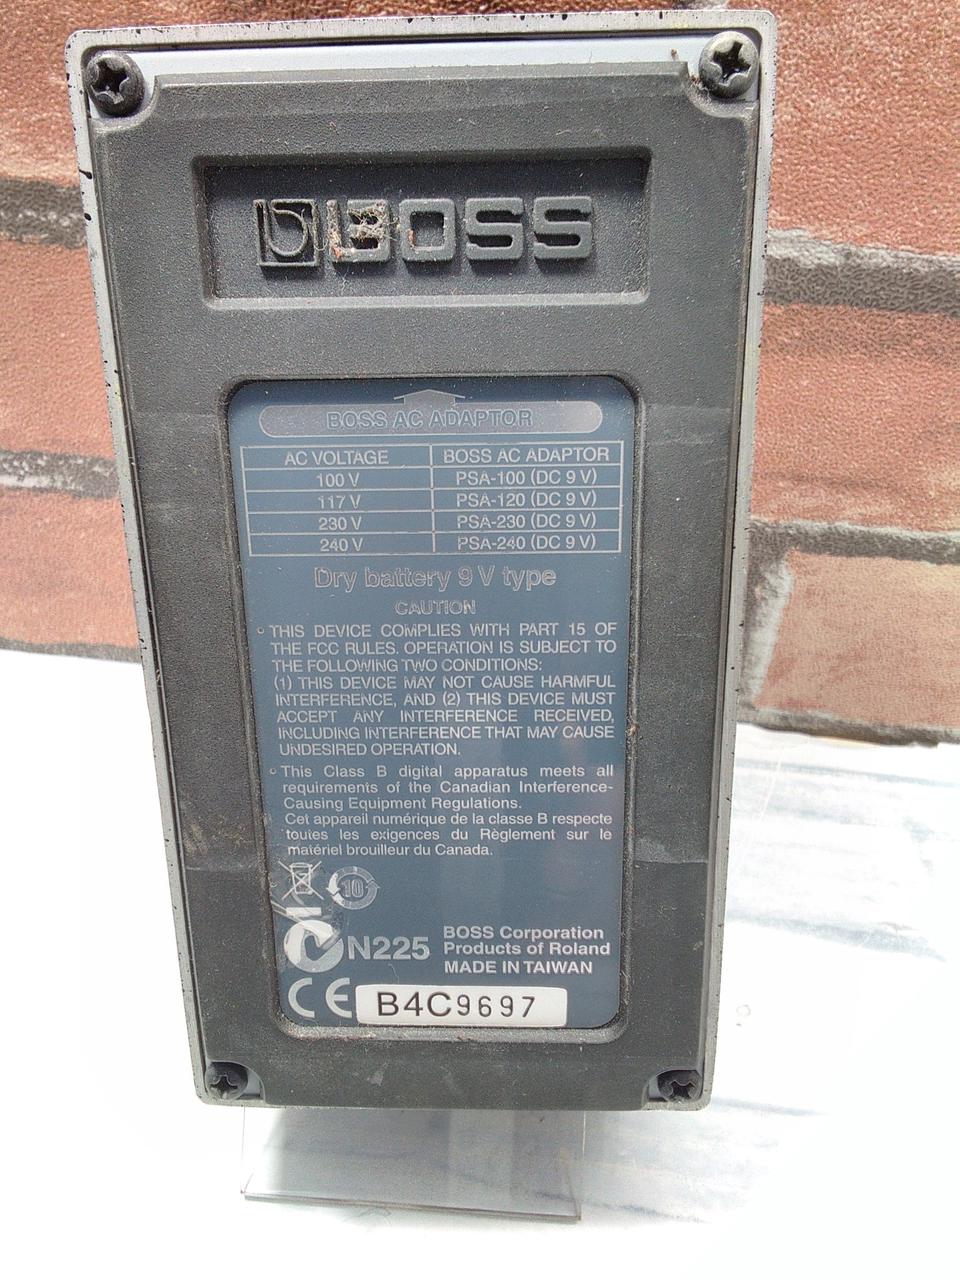 BOSS
BOSS AC ADAPTOR
AC VOLTAGE BOSS AC ADAPTOR
100 V PSA-100 (DC 9 V)
117 V PSA-120 (DC 9 V)
230 V PSA-230 (DC 9 V)
240 V PSA-240 (DC 9 V)
Dry battery 9 V type
CAUTION
• THIS DEVICE COMPLIES WITH PART 15 OF
THE FCC RULES. OPERATION IS SUBJECT TO
THE FOLLOWING TWO CONDITIONS:
(1) THIS DEVICE MAY NOT CAUSE HARMFUL
INTERFERENCE, AND (2) THIS DEVICE MUST
ACCEPT ANY INTERFERENCE RECEIVED,
INCLUDING INTERFERENCE THAT MAY CAUSE
UNDESIRED OPERATION.
• This Class B digital apparatus meets all
requirements of the Canadian Interference-
Causing Equipment Regulations.
Cet appareil numérique de la classe B respecte
toutes les exigences du Règlement sur le
matériel brouilleur du Canada.
10
N225
BOSS Corporation
Products of Roland
MADE IN TAIWAN
CE
B4C9697